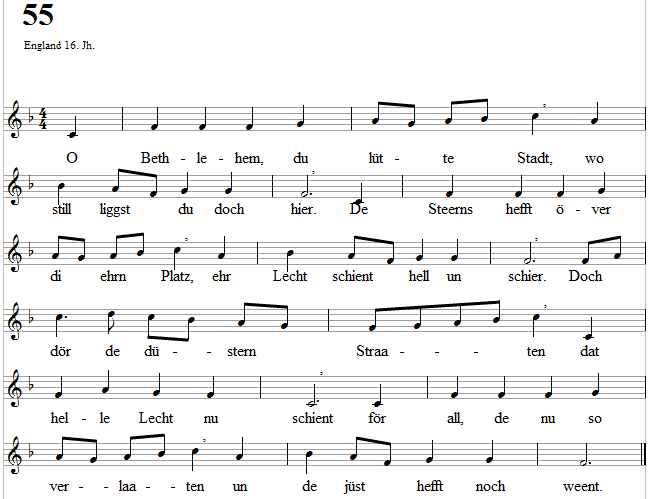 55
England 16. Jh.
4
4
O Beth - le - hem, du lüt - te Stadt, wo
still liggst du doch hier. De Steerns hefft ö - ver
di ehrn Platz, ehr Lecht schient hell un schier. Doch
dör de dü - - stern Straa - - - ten dat
hel - le Lecht nu schient för all, de nu so
ver - - laa - - ten un de jüst hefft noch weent.